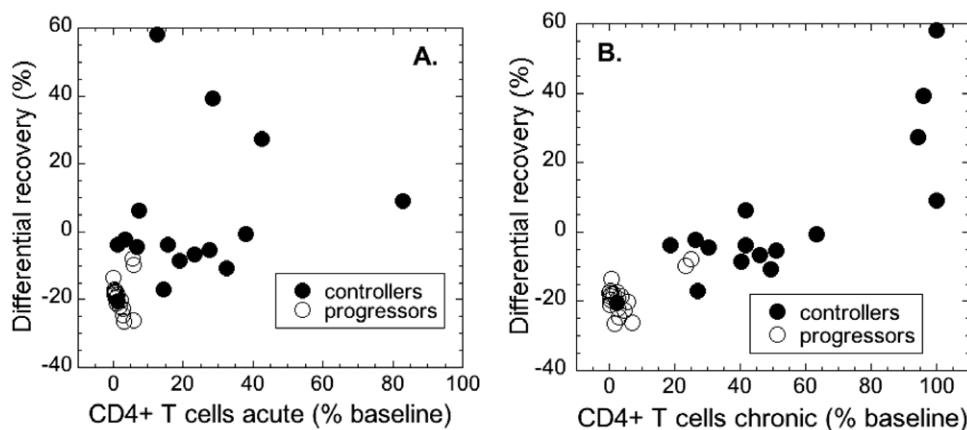 A.
Differential recovery (%)
60
40
20
0
-20
-40
controllers
progressors
0 20 40 60 80 100
CD4+ T cells acute (% baseline)
B.
Differential recovery (%)
60
40
20
0
-20
-40
controllers
progressors
0 20 40 60 80 100
CD4+ T cells chronic (% baseline)